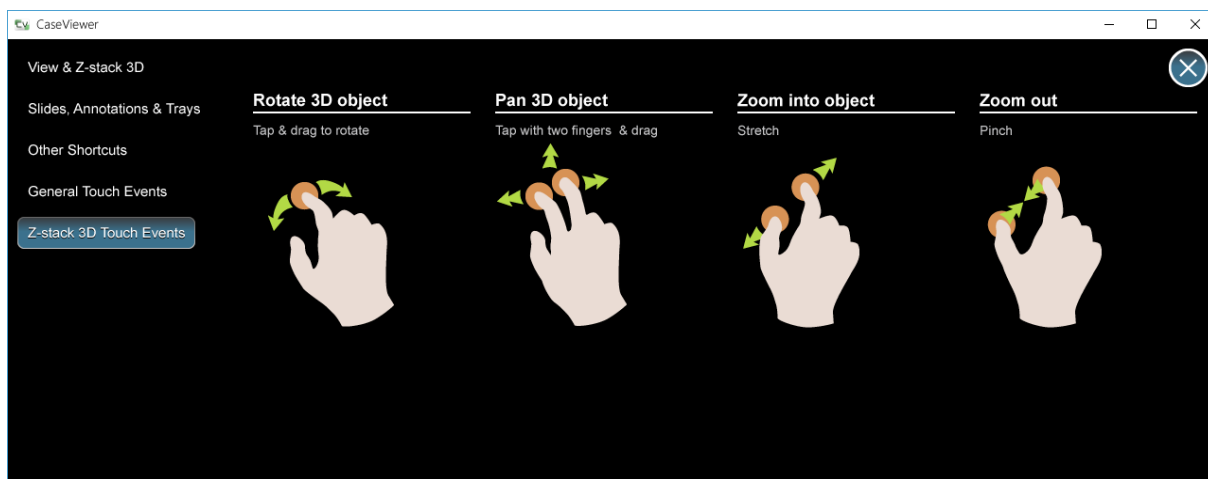 CaseViewer
View & Z-stack 3D
Slides, Annotations & Trays
Other Shortcuts
General Touch Events
Z-stack 3D Touch Events
Rotate 3D object
Tap & drag to rotate
Pan 3D object
Tap with two fingers & drag
Zoom into object
Stretch
Zoom out
Pinch